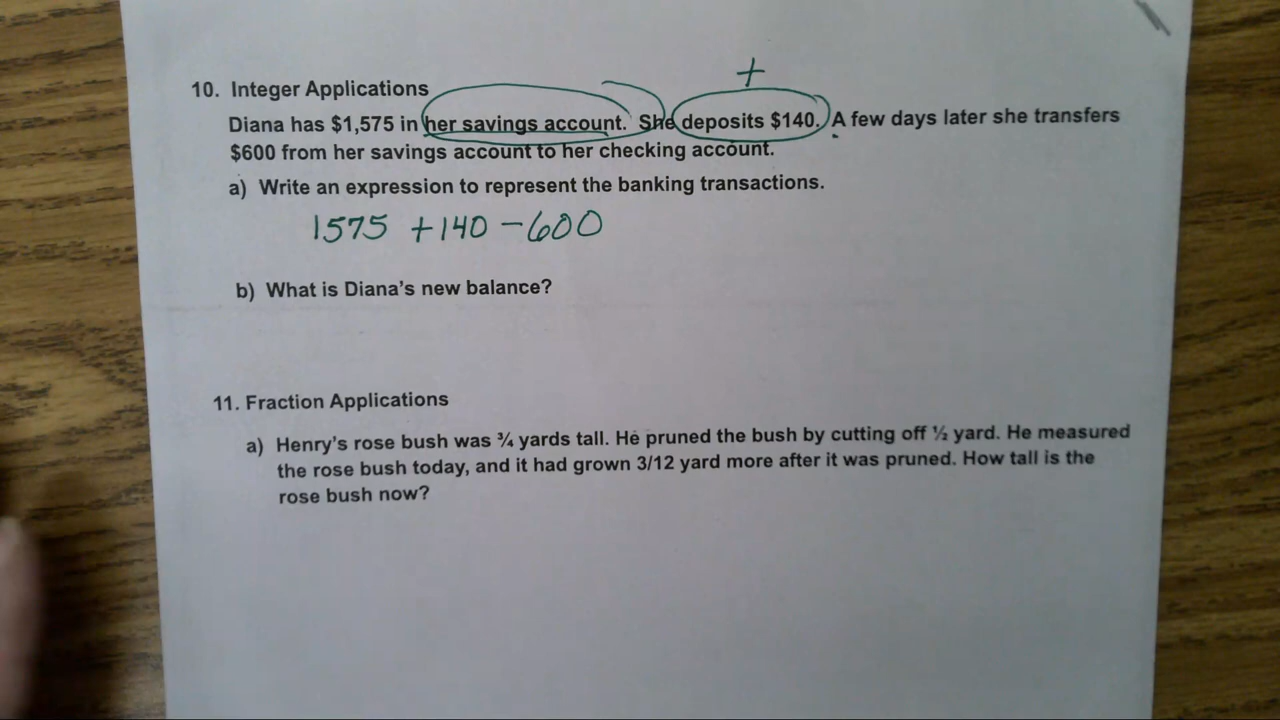 +
10. Integer Applications
Diana has $1,575 in her savings account. She deposits $140. A few days later she transfers
$600 from her savings account to her checking account.
a) Write an expression to represent the banking transactions.
1575 +140 -600
b) What is Diana's new balance?
11. Fraction Applications
a) Henry's rose bush was ¾ yards tall. He pruned the bush by cutting off ½ yard. He measured
the rose bush today, and it had grown 3/12 yard more after it was pruned. How tall is the
rose bush now?